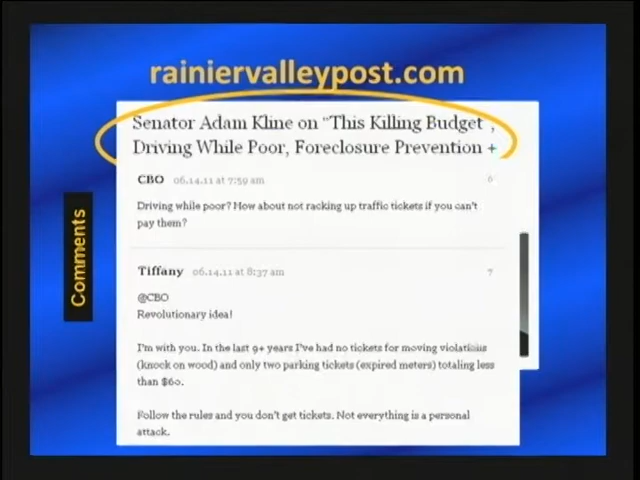 rainiervalleypost.com
Senator Adam Kline on "This Killing Budget",
Driving While Poor, Foreclosure Prevention +
Comments
CBO 06.14.11 at 7:59 am 6
Driving while poor? How about not racking up traffic tickets if you can't
pay them?
Tiffany 06.14.11 at 8:37 am 7
@CBO
Revolutionary idea!
I'm with you. In the last 9+ years I've had no tickets for moving violations
(knock on wood) and only two parking tickets (expired meters) totaling less
than $60.
Follow the rules and you don't get tickets. Not everything is a personal
attack.